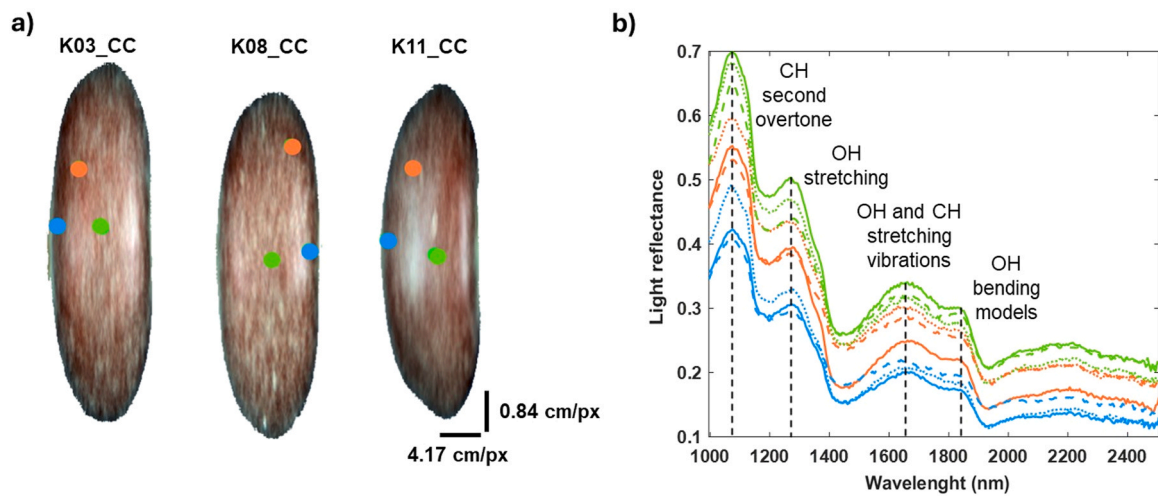 a)
K03_CC
K08_CC
K11_CC
0.84 cm/px
4.17 cm/px
b)
0.7
0.6
0.5
0.4
0.3
0.2
0.1
Light reflectance
CH
second
overtone
OH
stretching
OH and CH
stretching
vibrations
OH
bending
models
1000 1200 1400 1600 1800 2000 2200 2400
Wavelenght (nm)